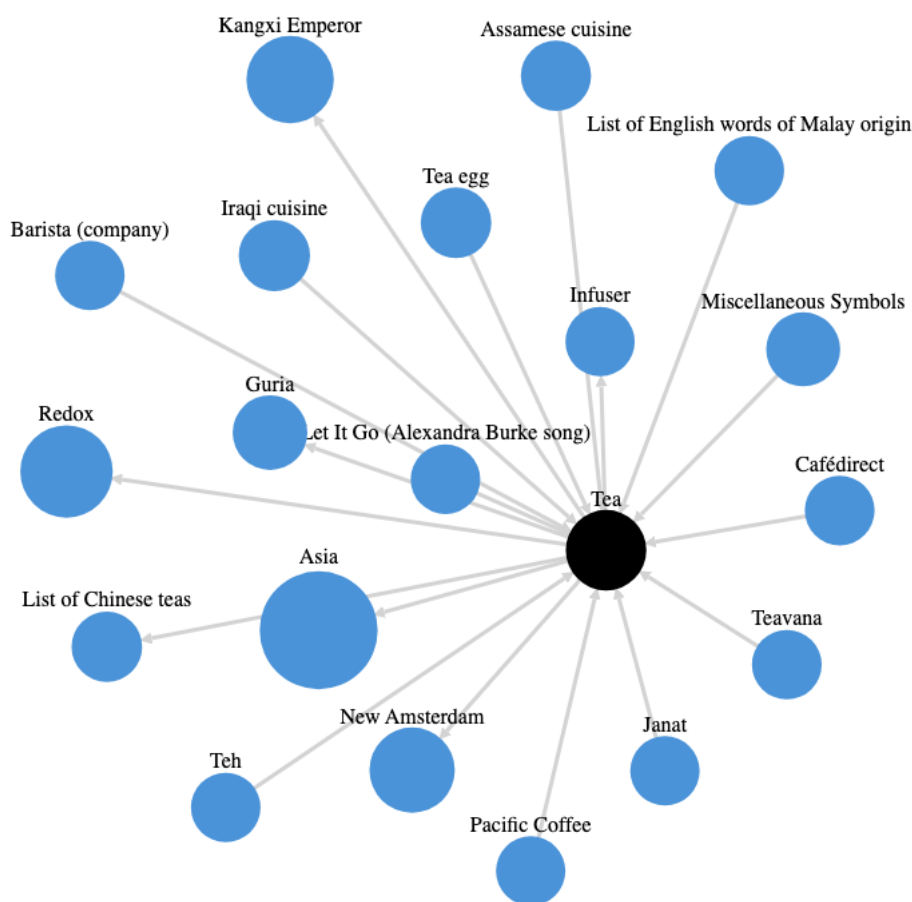 Kangxi Emperor
Assamese cuisine
List of English words of Malay origin
Tea egg
Iraqi cuisine
Barista (company)
Infuser
Miscellaneous Symbols
Guria
Redox
Let It Go (Alexandra Burke song)
Cafédirect
Tea
Asia
List of Chinese teas
Teavana
New Amsterdam
Janat
Teh
Pacific Coffee